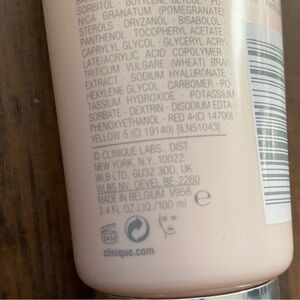 BARBITOL · BUTYLENE GLYCOL · PU-
NICA GRANATUM (POMEGRANATE)
STEROLS · ORYZANOL · BISABOLOL ·
PANTHENOL · TOCOPHERYL ACETATE
CAPRYLYL GLYCOL · GLYCERYL ACRY-
LATE/ACRYLIC ACID COPOLYMER
TRITICUM VULGARE (WHEAT) BRAN
EXTRACT · SODIUM HYALURONATE
HEXYLENE GLYCOL · CARBOMER · PO-
TASSIUM HYDROXIDE · POTASSIUM
SORBATE · DEXTRIN · DISODIUM EDTA ·
PHENOXYETHANOL · RED 4 (CI 14700)
YELLOW 5 (CI 19140) [ILN51043]
© CLINIQUE LABS., DIST.
NEW YORK, N.Y. 10022
WLB LTD, GU32 3DD, UK
WLBS NV. OEVEL BE-2260
MADE IN BELGIUM V958
3.4 FL.OZ.LIQ / 100 ml ℮
24M
clinique.com